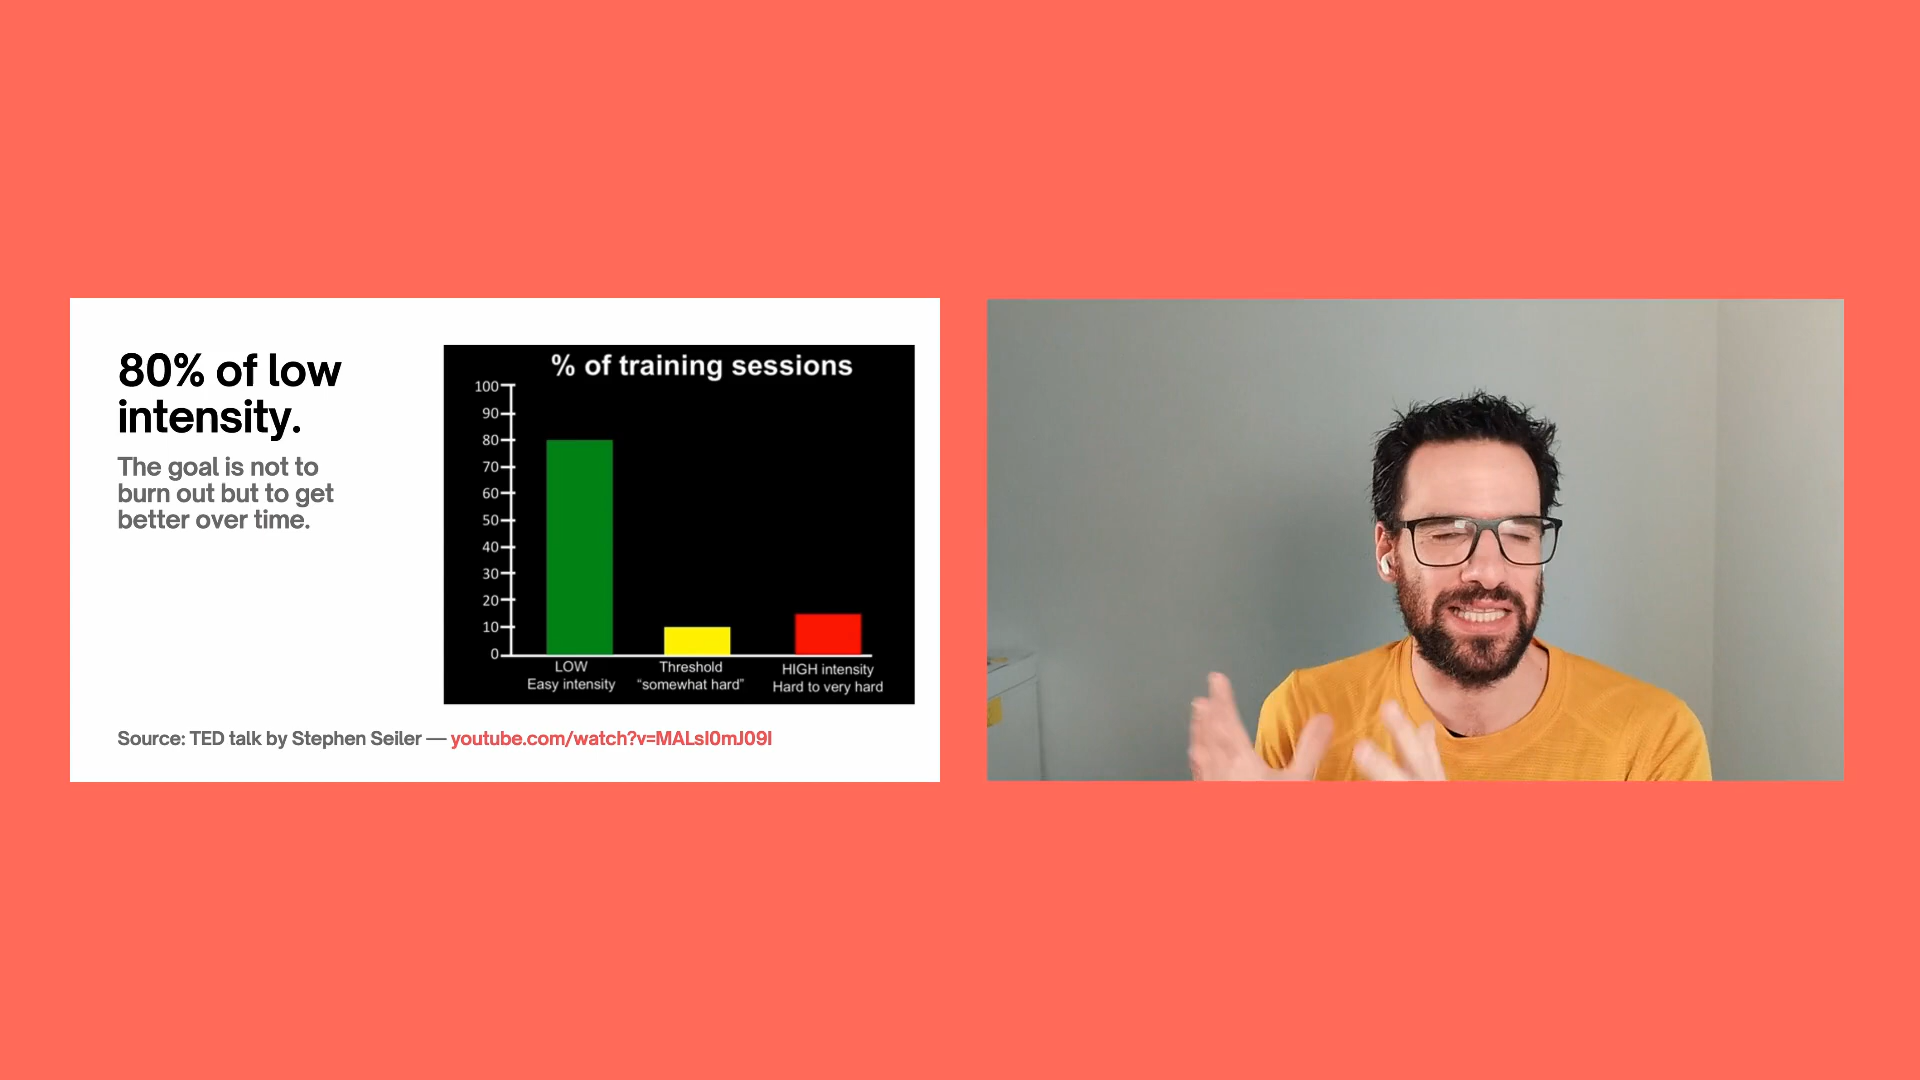 80% of low
intensity.
The goal is not to
burn out but to get
better over time.
% of training sessions
100
90
80
70
60
50
40
30
20
10
0
LOW
Easy intensity
Threshold
“somewhat hard”
HIGH intensity
Hard to very hard
Source: TED talk by Stephen Seiler — youtube.com/watch?v=MALsI0mJ09I